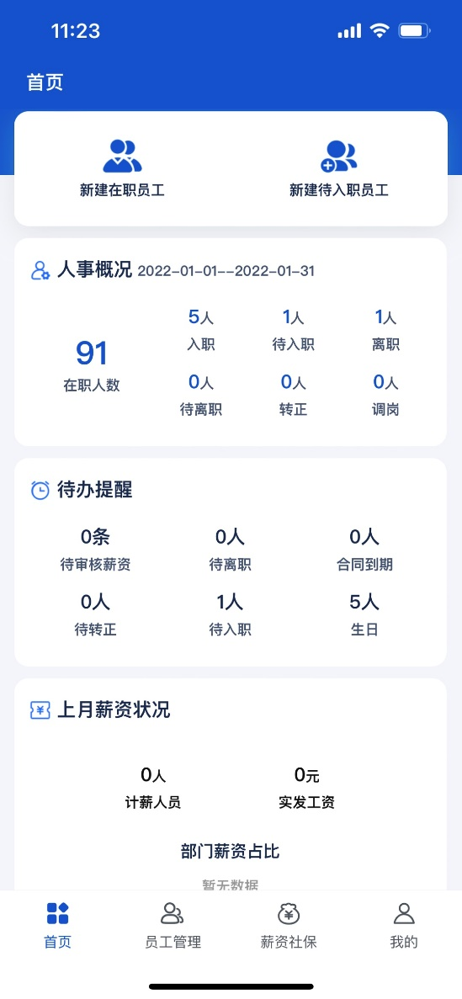 11:23
首页
新建在职员工
新建待入职员工
人事概况 2022-01-01--2022-01-31
5人 1人 1人
入职 待入职 离职
91
在职人数
0人 0人 0人
待离职 转正 调岗
待办提醒
0条 0人 0人
待审核薪资 待离职 合同到期
0人 1人 5人
待转正 待入职 生日
上月薪资状况
0人 0元
计薪人员 实发工资
部门薪资占比
暂无数据
首页 员工管理 薪资社保 我的